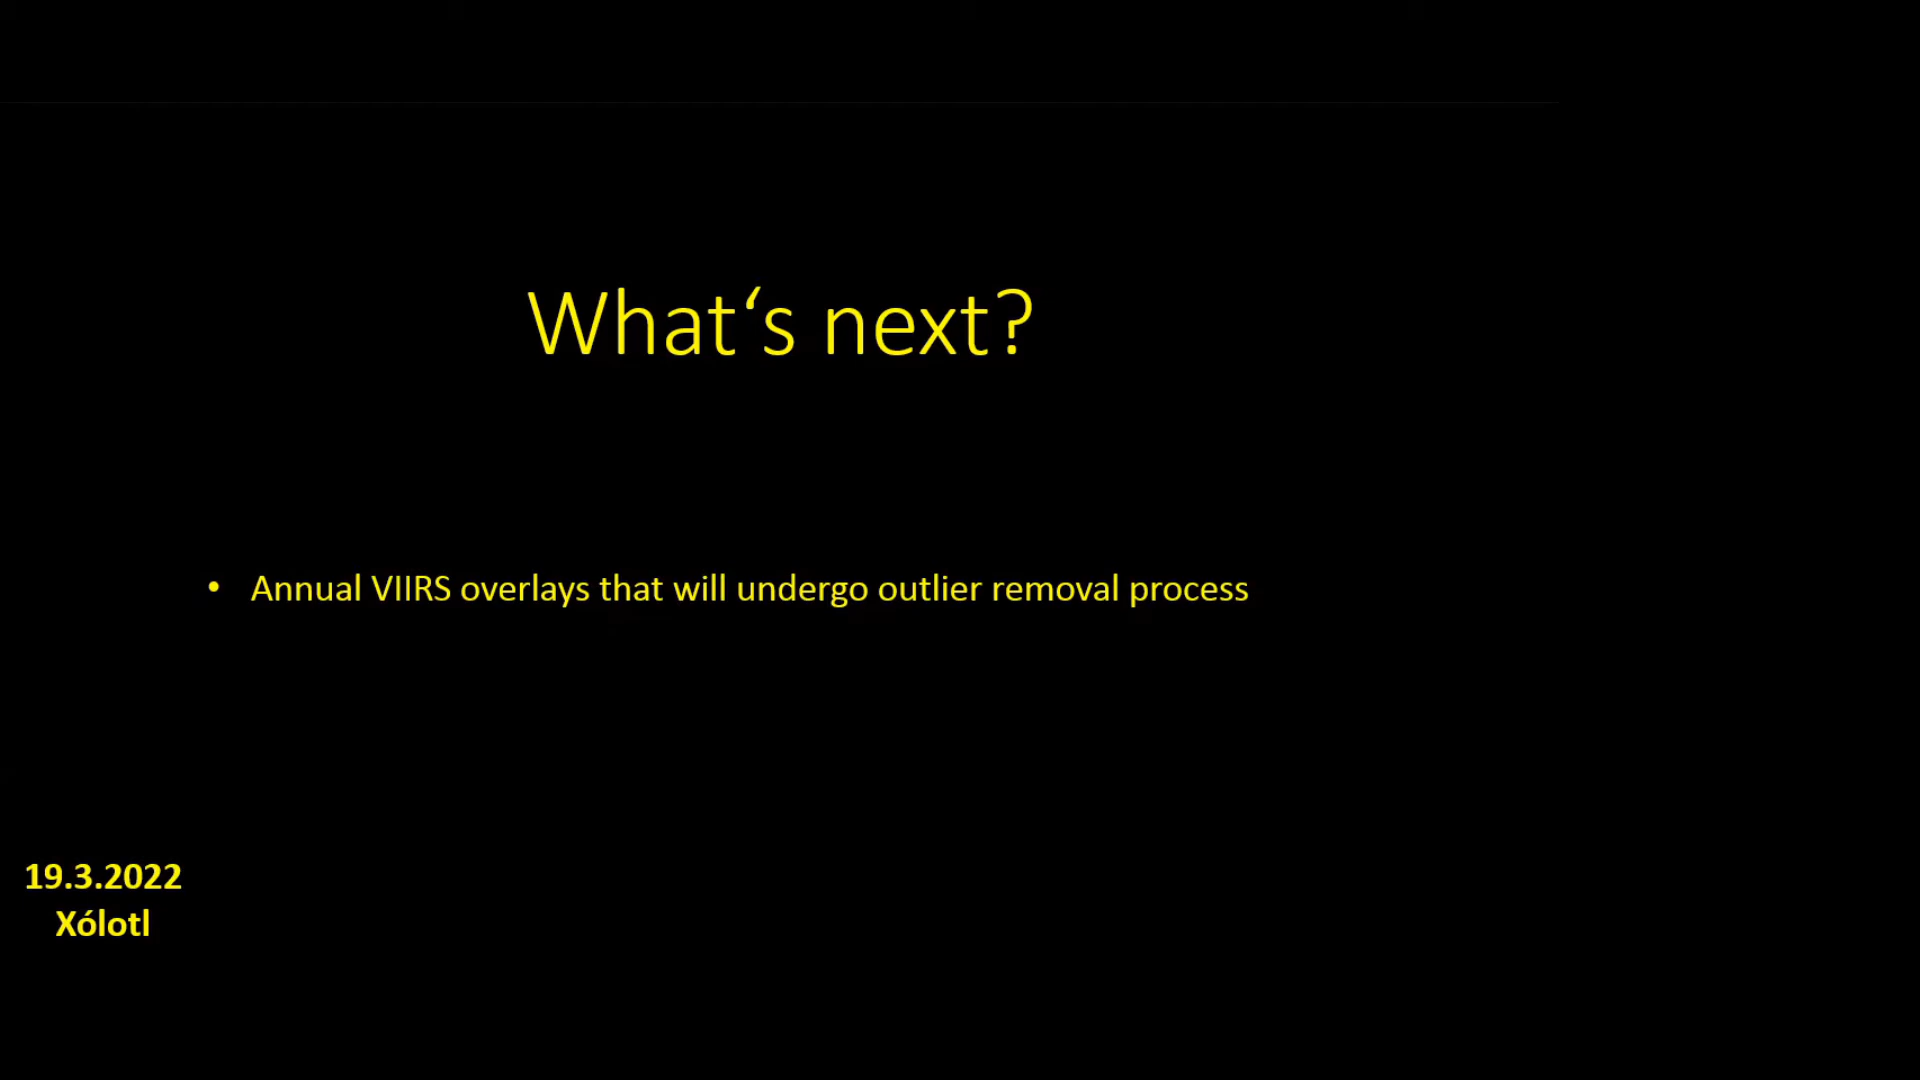 What‘s next?
• Annual VIIRS overlays that will undergo outlier removal process
19.3.2022
Xólotl